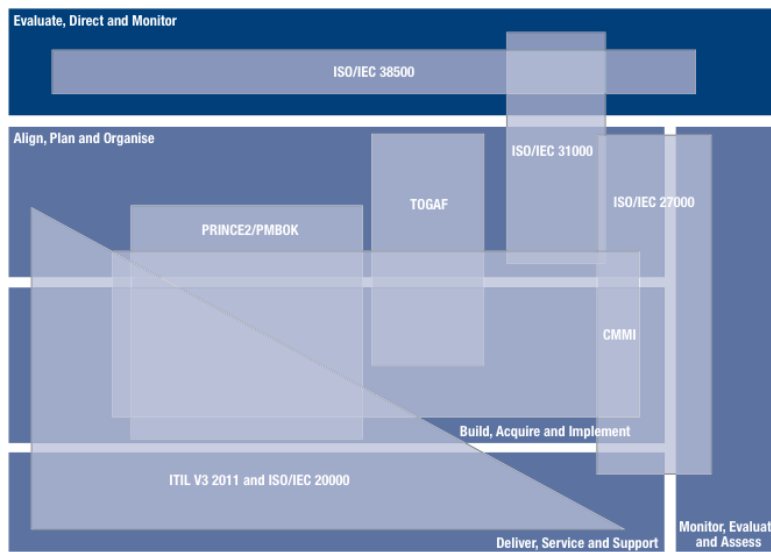 Evaluate, Direct and Monitor
ISO/IEC 38500
Align, Plan and Organise
ISO/IEC 31000
ISO/IEC 27000
TOGAF
PRINCE2/PMBOK
CMMI
Build, Acquire and Implement
ITIL V3 2011 and ISO/IEC 20000
Deliver, Service and Support
Monitor, Evaluat
and Assess